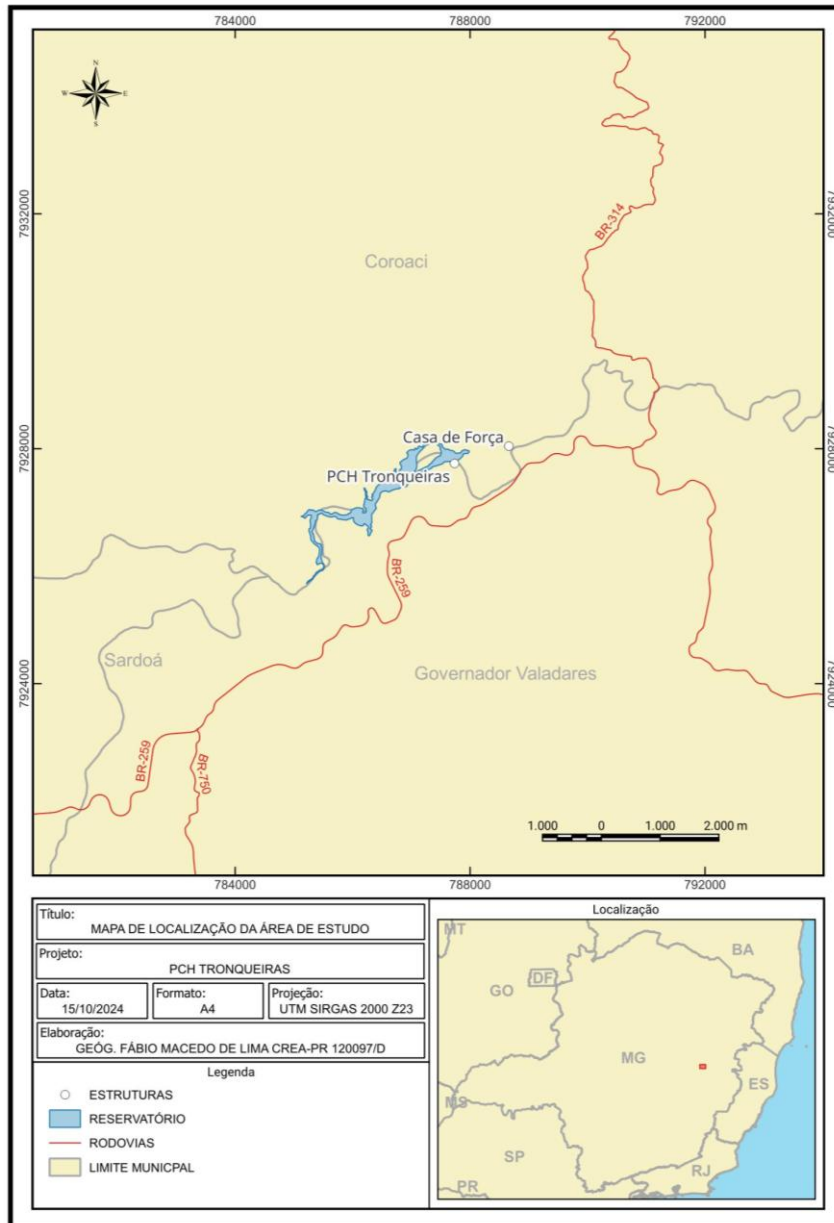 784000
788000
792000
N
W
E
S
7932000
7932000
BR-314
Coroaci
Casa de Força
7928000
7928000
PCH Tronqueiras
BR-259
Sardoá
Governador Valadares
7924000
7924000
BR-259
BR-750
1.000 0 1.000 2.000 m
784000
788000
792000
Título:
MAPA DE LOCALIZAÇÃO DA ÁREA DE ESTUDO
Projeto:
PCH TRONQUEIRAS
Data:
15/10/2024
Formato:
A4
Projeção:
UTM SIRGAS 2000 Z23
Elaboração:
GEÓG. FÁBIO MACEDO DE LIMA CREA-PR 120097/D
Legenda
ESTRUTURAS
RESERVATÓRIO
RODOVIAS
LIMITE MUNICPAL
Localização
MT
BA
DF
GO
MG
ES
MS
SP
RJ
PR